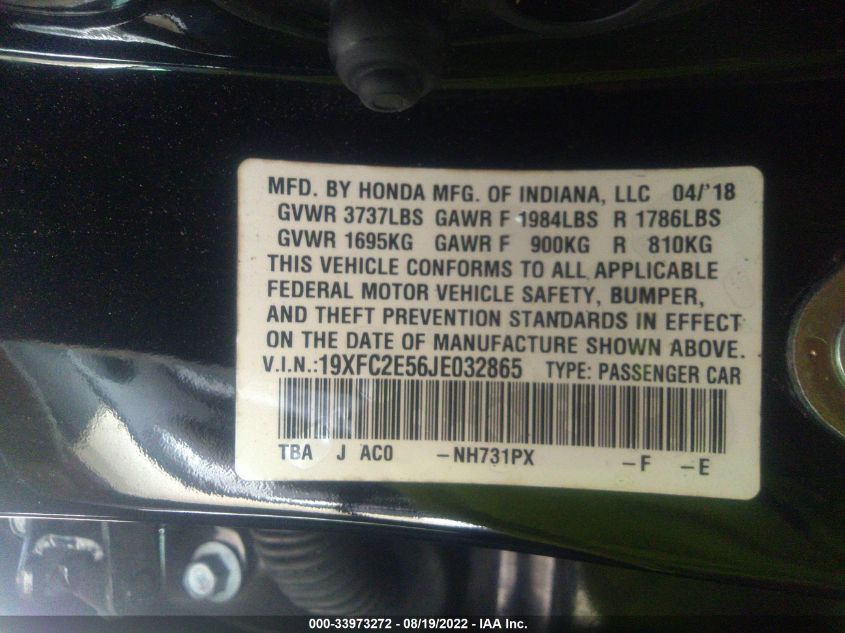 MFD. BY HONDA MFG. OF INDIANA, LLC 04/'18
GVWR 3737LBS GAWR F 1984LBS R 1786LBS
GVWR 1695KG GAWR F 900KG R 810KG
THIS VEHICLE CONFORMS TO ALL APPLICABLE
FEDERAL MOTOR VEHICLE SAFETY, BUMPER,
AND THEFT PREVENTION STANDARDS IN EFFECT
ON THE DATE OF MANUFACTURE SHOWN ABOVE.
V.I.N.:19XFC2E56JE032865 TYPE: PASSENGER CAR
TBA J AC0 -NH731PX -F -E
000-33973272 - 08/19/2022 - IAA Inc.